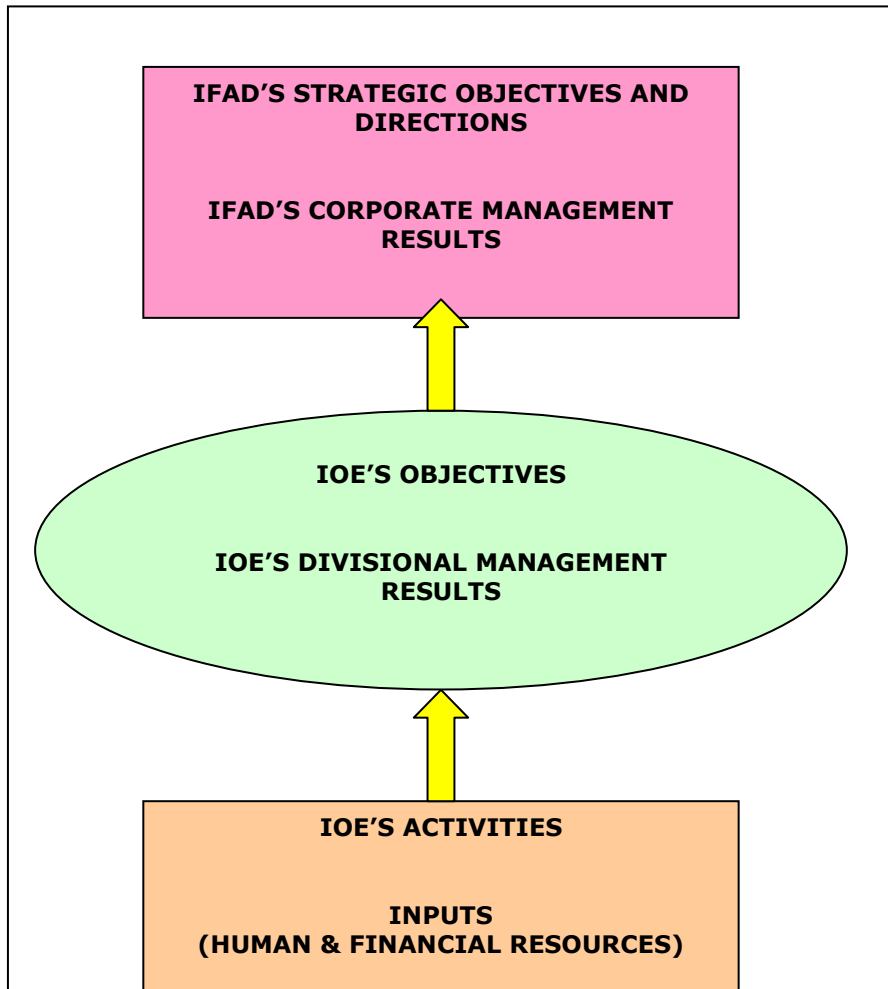 IFAD’S STRATEGIC OBJECTIVES AND
DIRECTIONS
IFAD’S CORPORATE MANAGEMENT
RESULTS
IOE’S OBJECTIVES
IOE’S DIVISIONAL MANAGEMENT
RESULTS
IOE’S ACTIVITIES
INPUTS
(HUMAN & FINANCIAL RESOURCES)